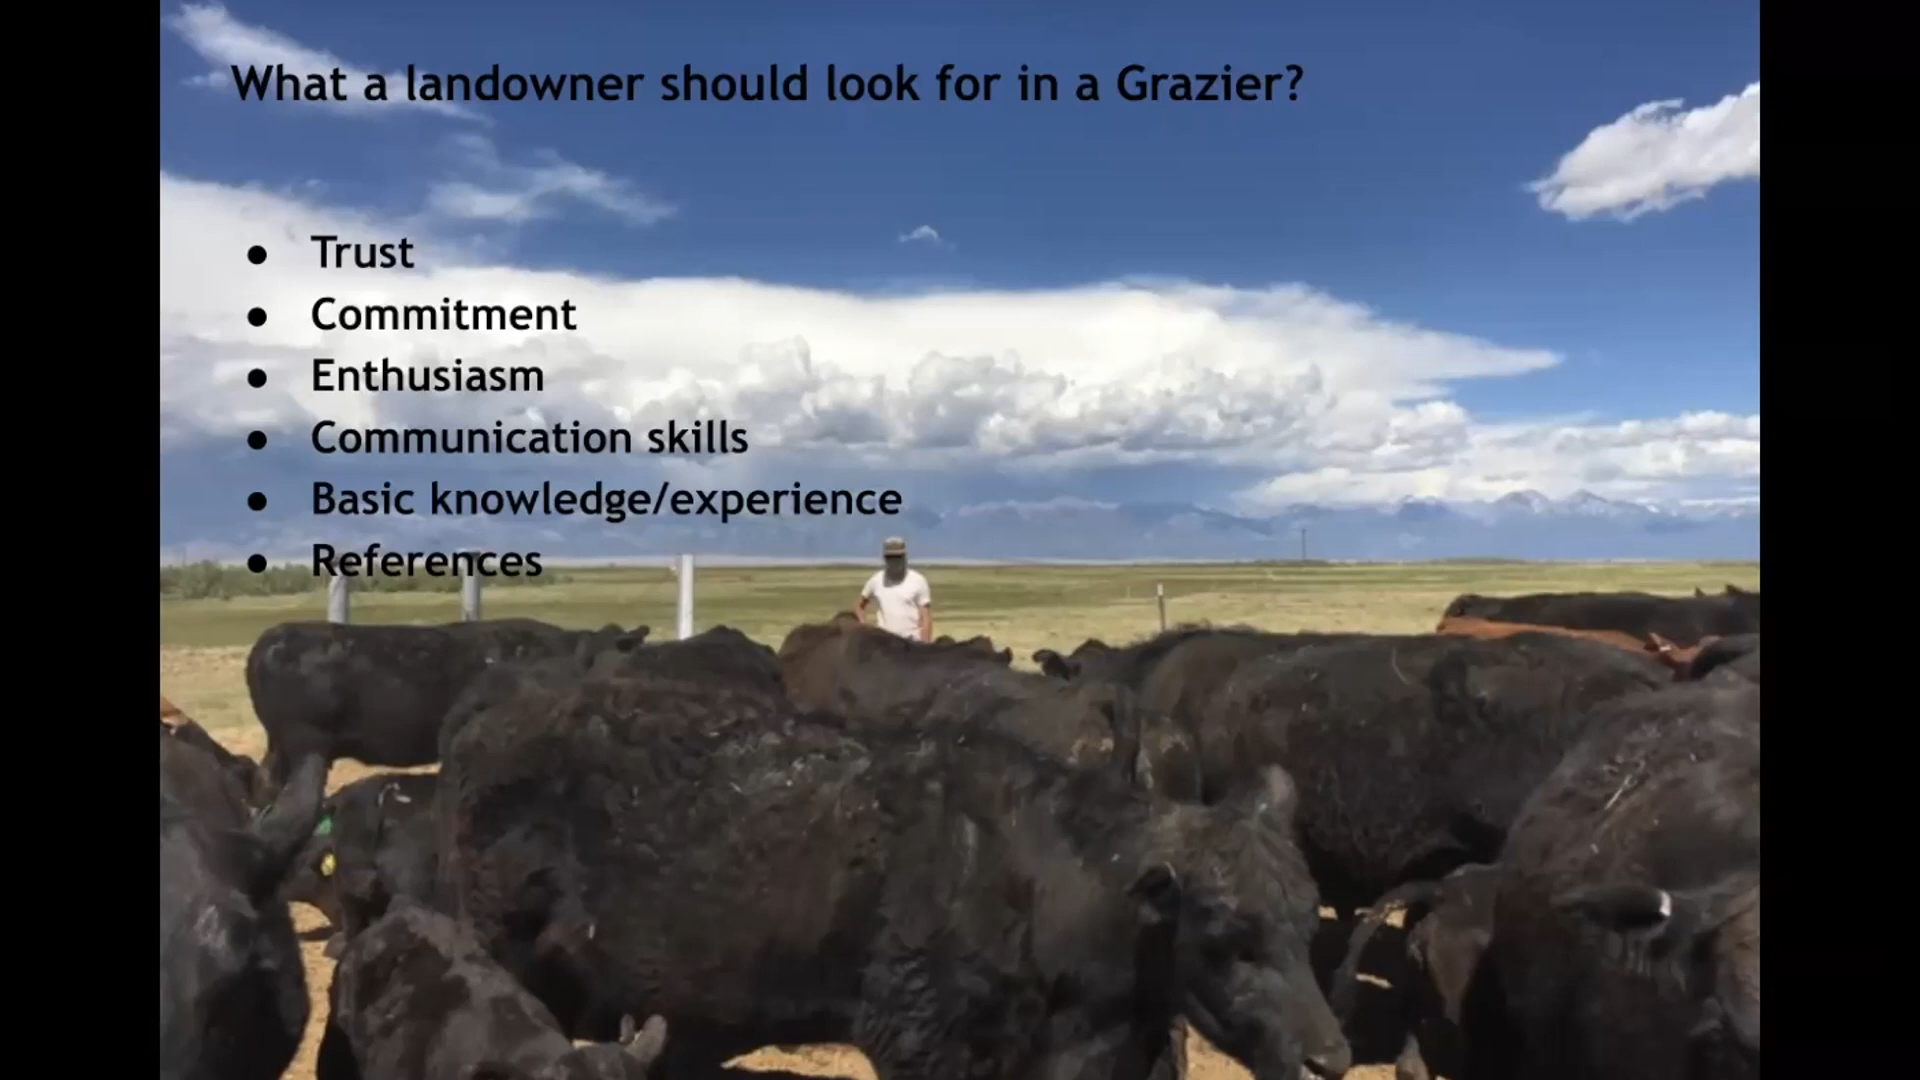 What a landowner should look for in a Grazier?
● Trust
● Commitment
● Enthusiasm
● Communication skills
● Basic knowledge/experience
● References